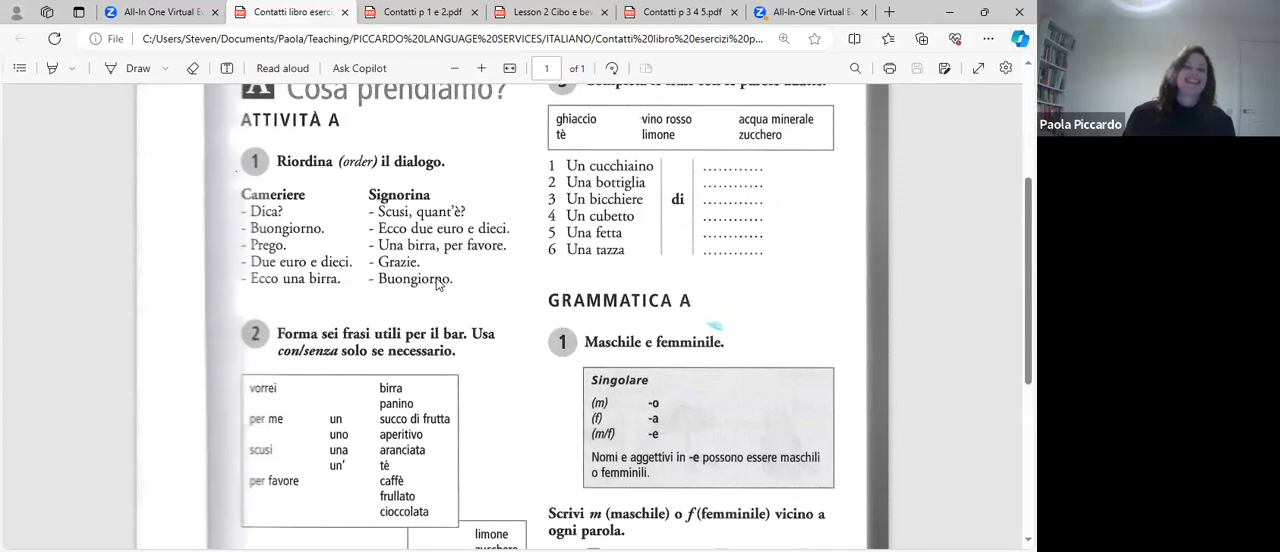 All-In-One Virtual Ev
Contatti libro eserci
Contatti p 1 e 2.pdf
Lesson 2 Cibo e bev
Contatti p 3 4 5.pdf
All-In-One Virtual Ev
File
C:/Users/Steven/Documents/Paola/Teaching/PICCARDO%20LANGUAGE%20SERVICES/ITALIANO/Contatti%20libro%20esercizi%20p...
Draw
Read aloud
Ask Copilot
1
of 1
Paola Piccardo
A Cosa prendiamo?
ATTIVITÀ A
1 Riordina (order) il dialogo.
Cameriere
- Dica?
- Buongiorno.
- Prego.
- Due euro e dieci.
- Ecco una birra.
Signorina
- Scusi, quant'è?
- Ecco due euro e dieci.
- Una birra, per favore.
- Grazie.
- Buongiorno.
2 Forma sei frasi utili per il bar. Usa
con/senza solo se necessario.
vorrei
per me
scusi
per favore
un
uno
una
un'
birra
panino
succo di frutta
aperitivo
aranciata
tè
caffè
frullato
cioccolata
limone
zucchero
ghiaccio vino rosso acqua minerale
tè limone zucchero
1 Un cucchiaino ............
2 Una bottiglia ............
3 Un bicchiere di ............
4 Un cubetto ............
5 Una fetta ............
6 Una tazza ............
GRAMMATICA A
1 Maschile e femminile.
Singolare
(m) -o
(f) -a
(m/f) -e
Nomi e aggettivi in -e possono essere maschili
o femminili.
Scrivi m (maschile) o f (femminile) vicino a
ogni parola.